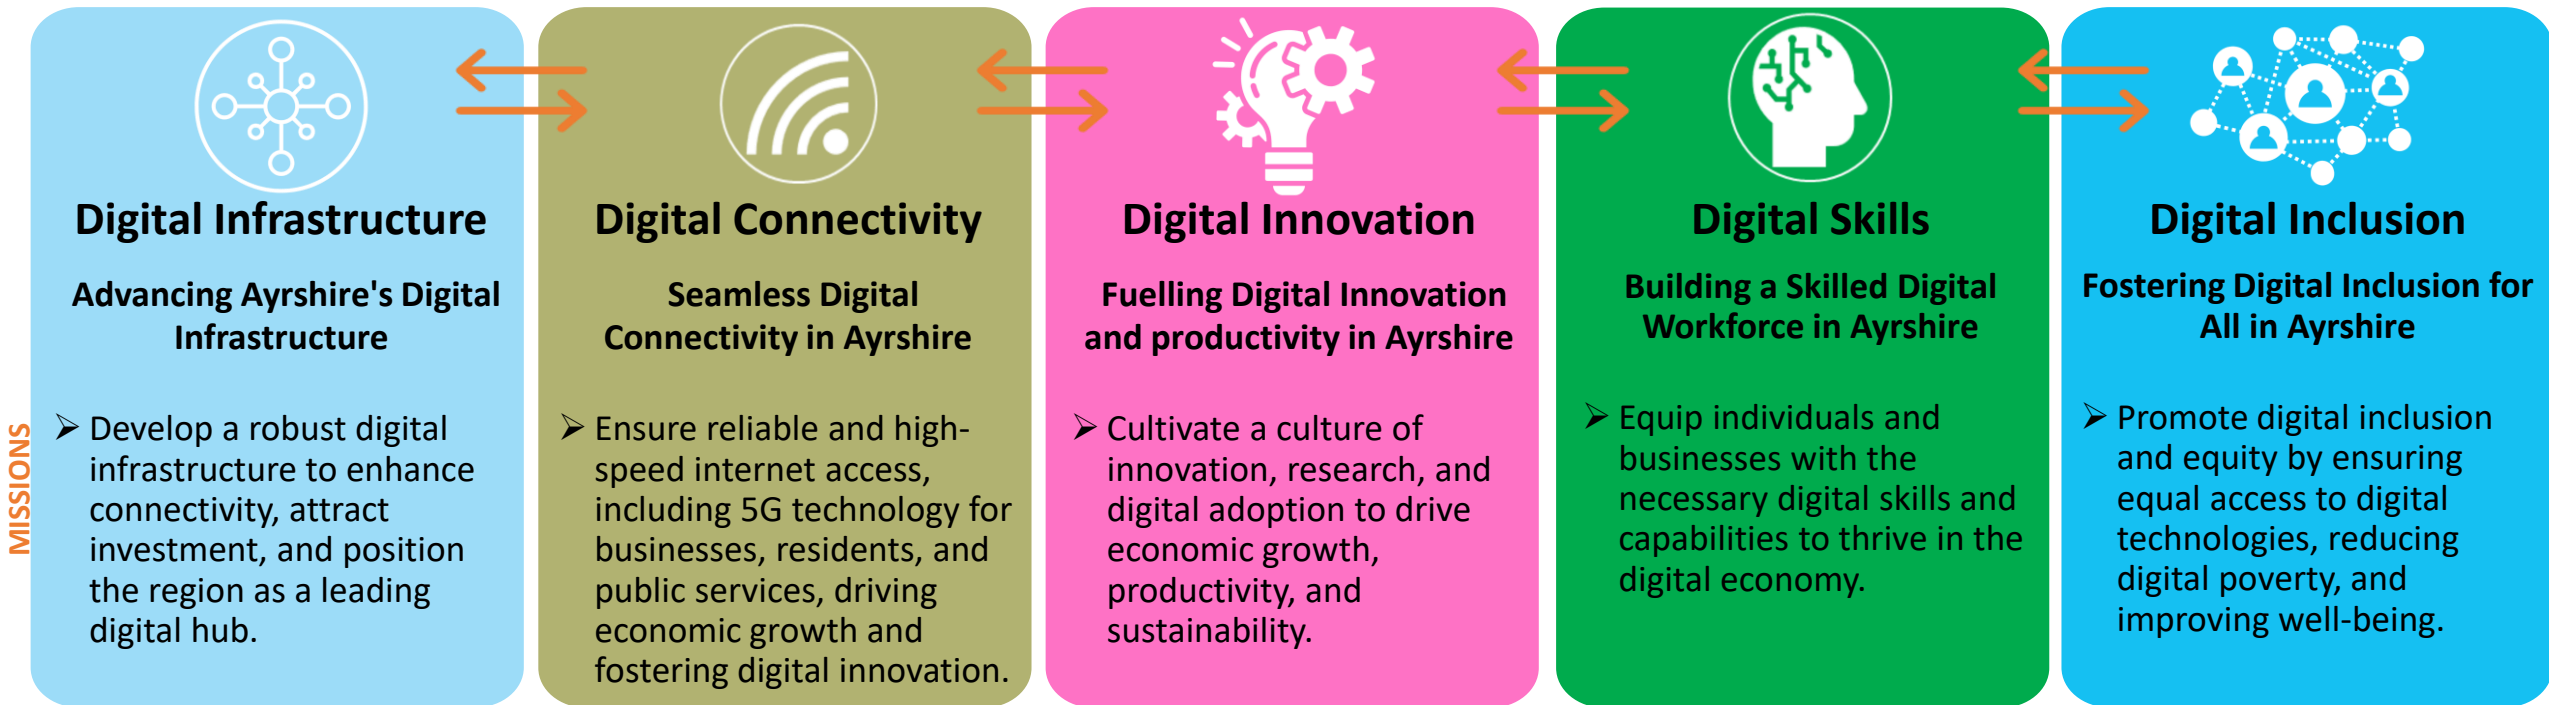 MISSIONS
Digital Infrastructure
Advancing Ayrshire's Digital
Infrastructure
➢ Develop a robust digital
infrastructure to enhance
connectivity, attract
investment, and position
the region as a leading
digital hub.
Digital Connectivity
Seamless Digital
Connectivity in Ayrshire
➢ Ensure reliable and high-
speed internet access,
including 5G technology for
businesses, residents, and
public services, driving
economic growth and
fostering digital innovation.
Digital Innovation
Fuelling Digital Innovation
and productivity in Ayrshire
➢ Cultivate a culture of
innovation, research, and
digital adoption to drive
economic growth,
productivity, and
sustainability.
Digital Skills
Building a Skilled Digital
Workforce in Ayrshire
➢ Equip individuals and
businesses with the
necessary digital skills and
capabilities to thrive in the
digital economy.
Digital Inclusion
Fostering Digital Inclusion for
All in Ayrshire
➢ Promote digital inclusion
and equity by ensuring
equal access to digital
technologies, reducing
digital poverty, and
improving well-being.